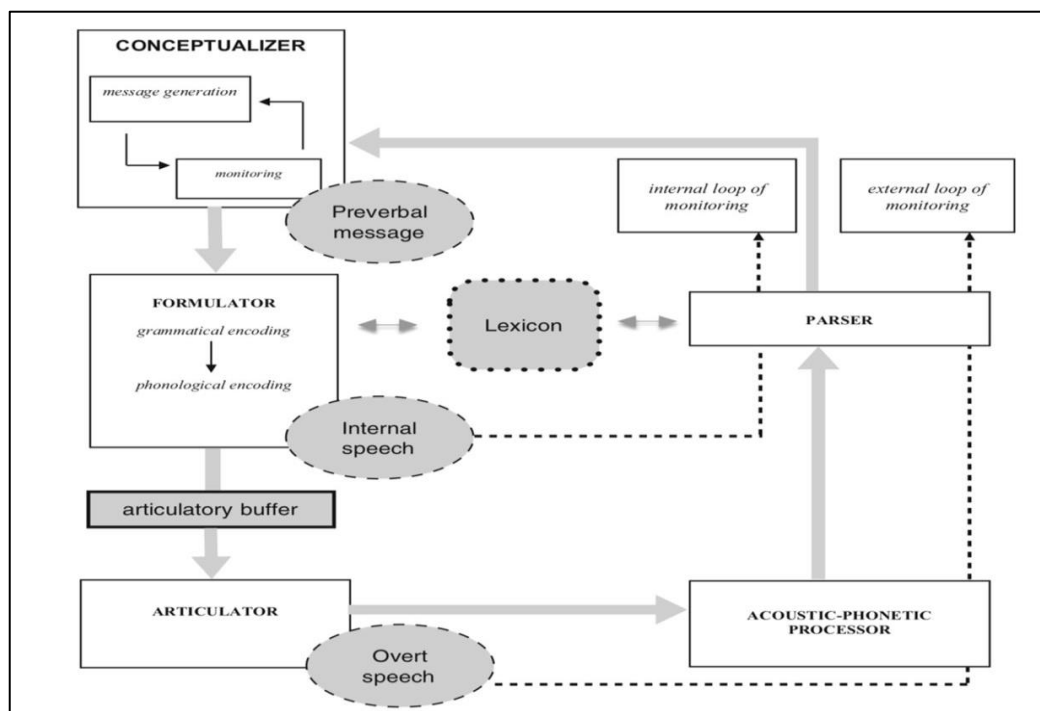 CONCEPTUALIZER
message generation
monitoring
Preverbal
message
internal loop of
monitoring
external loop of
monitoring
FORMULATOR
grammatical encoding
phonological encoding
Lexicon
PARSER
Internal
speech
articulatory buffer
ARTICULATOR
ACOUSTIC-PHONETIC
PROCESSOR
Overt
speech